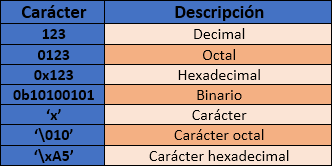 Carácter Descripción
123 Decimal
0123 Octal
0x123 Hexadecimal
0b10100101 Binario
‘x’ Carácter
‘\010’ Carácter octal
‘\xA5’ Carácter hexadecimal